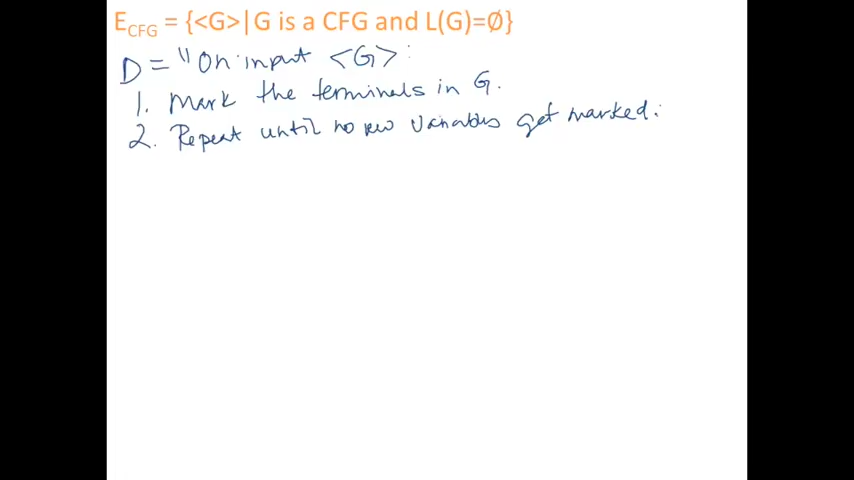 E_CFG = {<G>|G is a CFG and L(G)=Ø}
D = "On input <G>:
1. Mark the terminals in G.
2. Repeat until no new variables get marked: